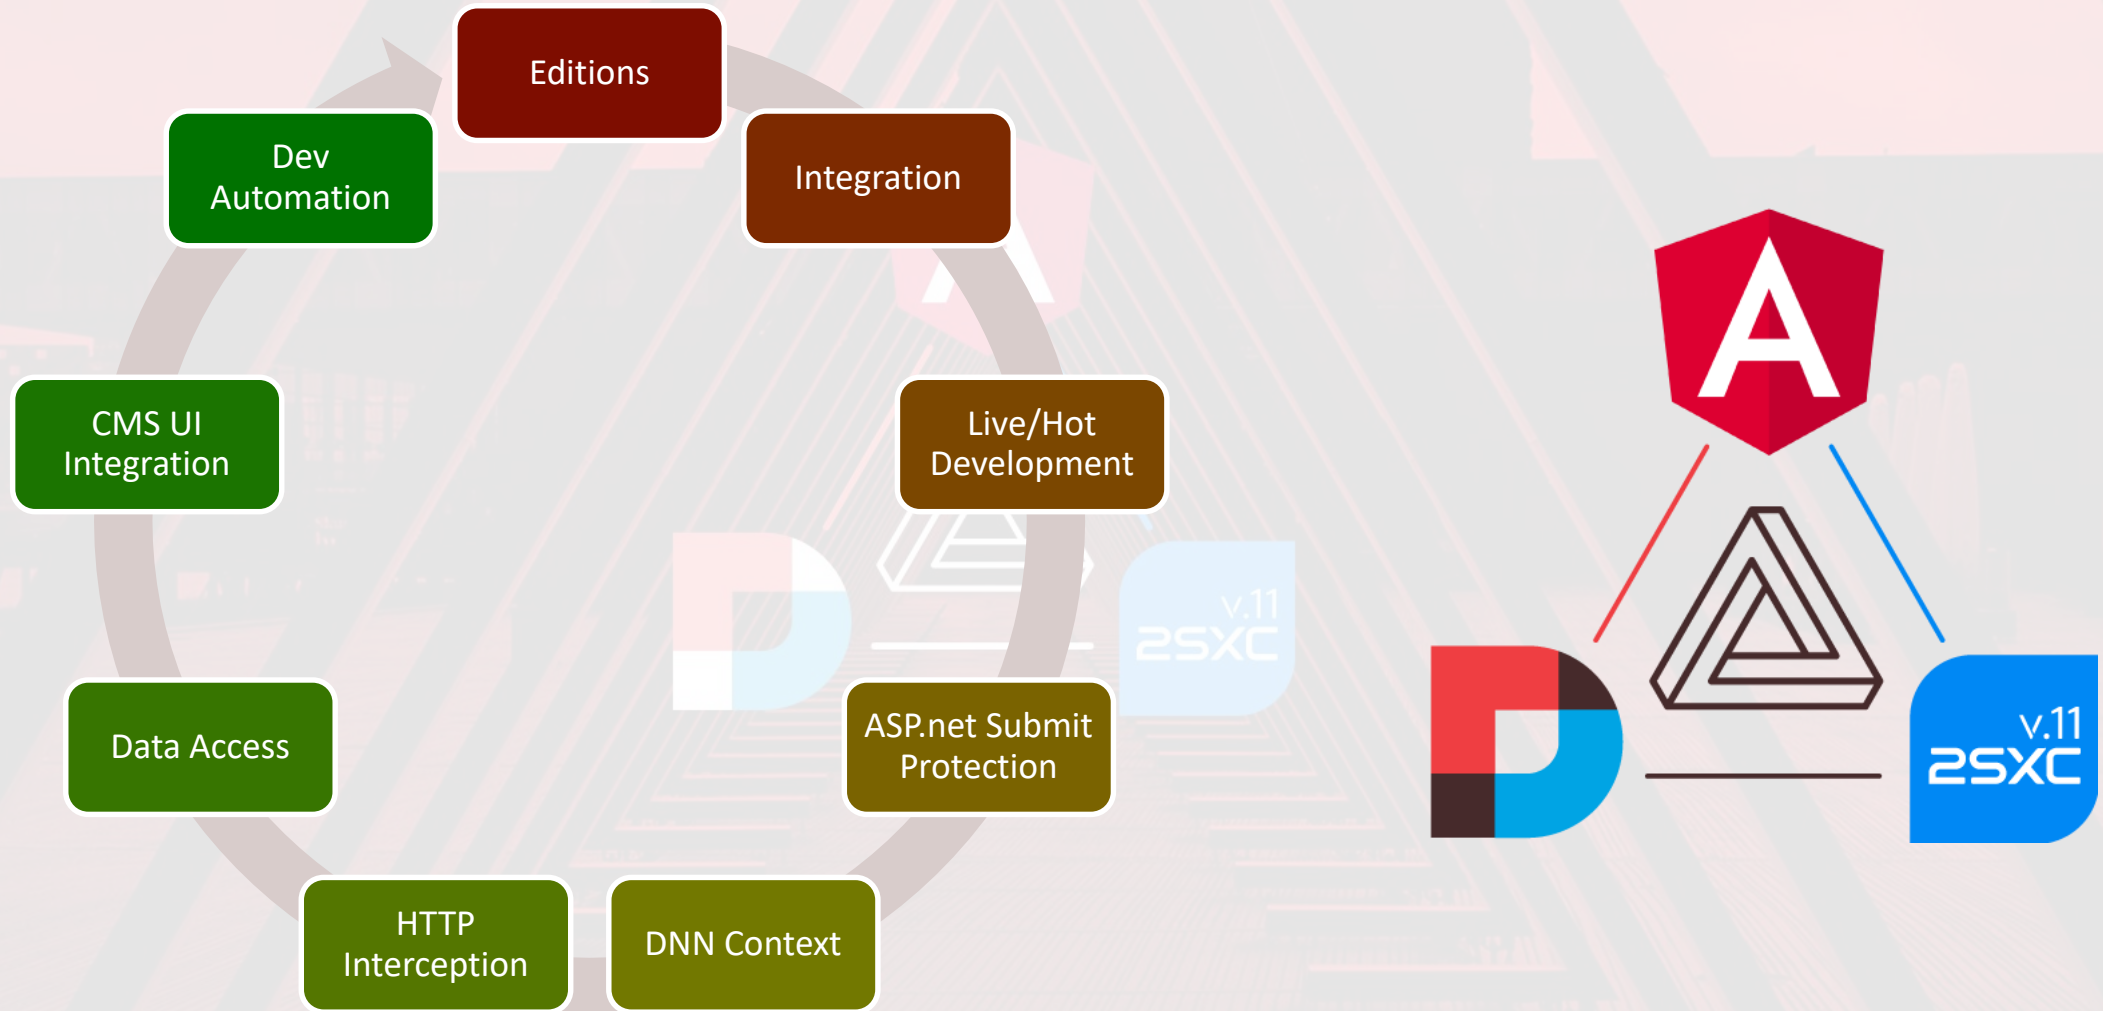 Editions
Integration
Live/Hot
Development
ASP.net Submit
Protection
DNN Context
HTTP
Interception
Data Access
CMS UI
Integration
Dev
Automation
v.11
2SXC
v.11
2SXC